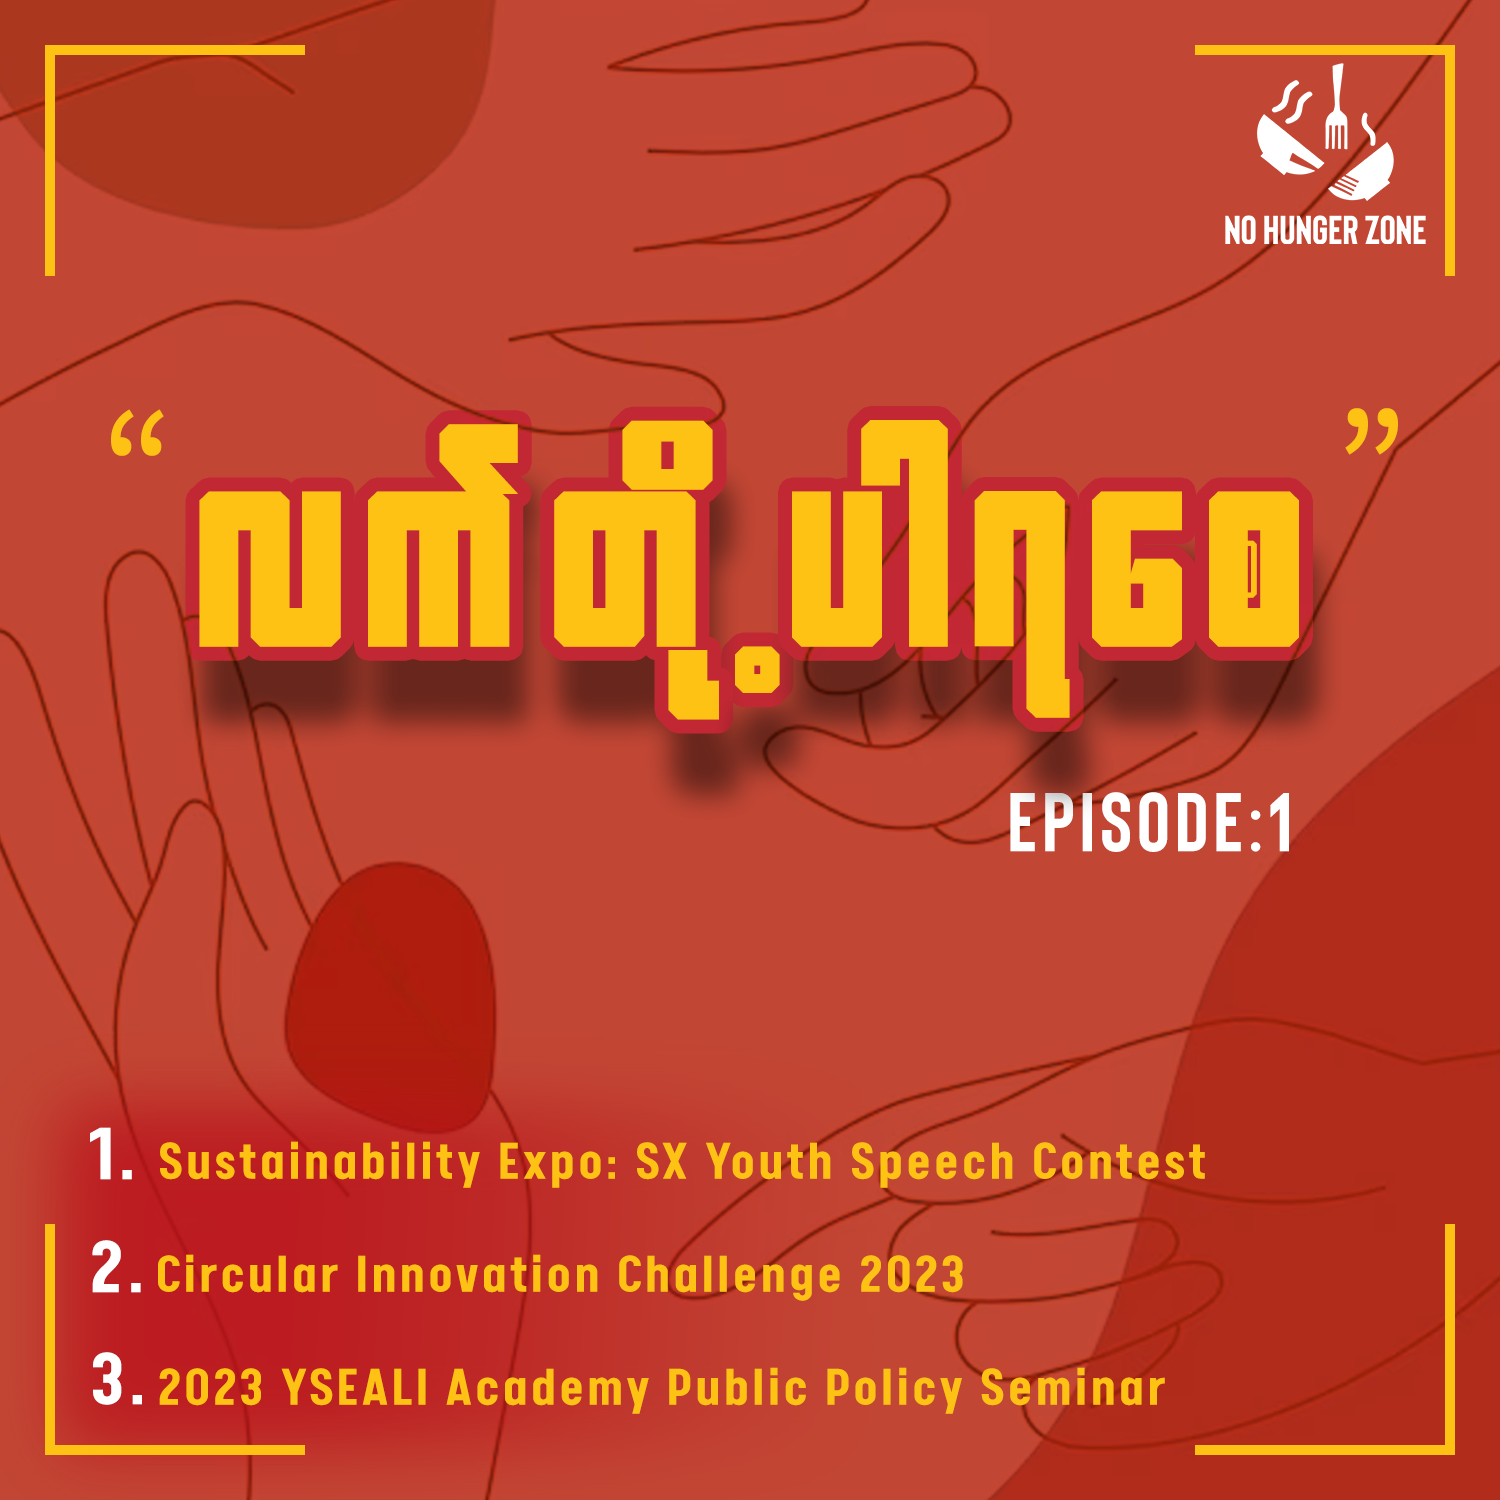 NO HUNGER ZONE
“ လက်တို့ပါရစေ ”
EPISODE:1
1. Sustainability Expo: SX Youth Speech Contest
2. Circular Innovation Challenge 2023
3. 2023 YSEALI Academy Public Policy Seminar